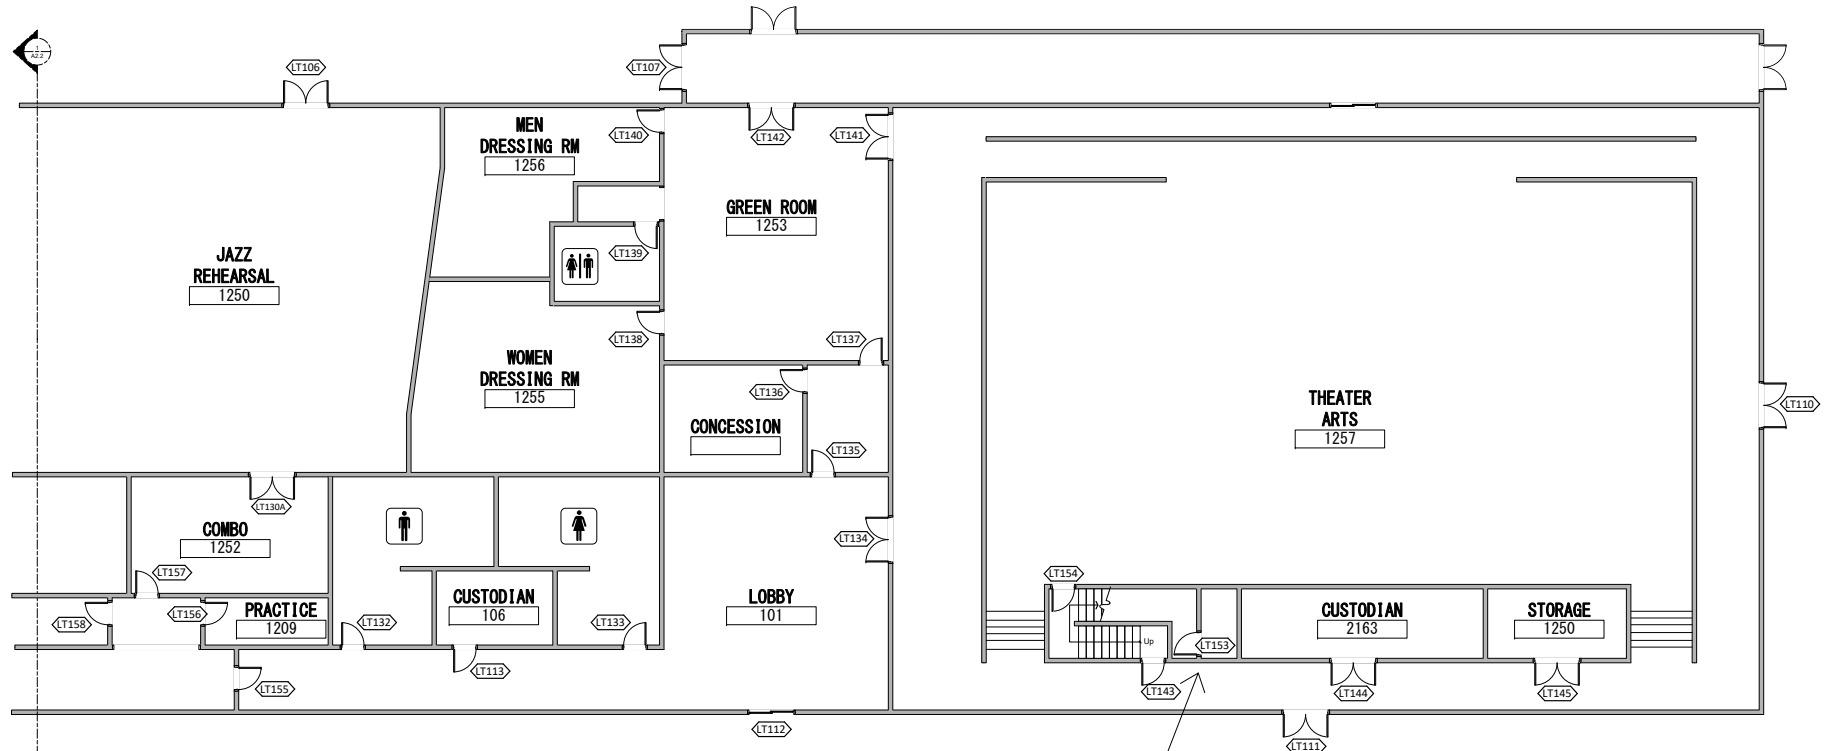 1
A2.2
LT106
LT107
LT140
LT142
LT141
MEN
DRESSING RM
1256
GREEN ROOM
1253
LT139
JAZZ
REHEARSAL
1250
LT138
LT137
WOMEN
DRESSING RM
1255
LT136
CONCESSION
LT135
THEATER
ARTS
1257
LT110
LT130A
COMBO
1252
LT134
LT157
LT154
LT158
LT156
PRACTICE
1209
LT132
CUSTODIAN
106
LT133
LOBBY
101
CUSTODIAN
2163
STORAGE
1250
Up
LT153
LT113
LT155
LT143
LT144
LT145
LT112
LT111